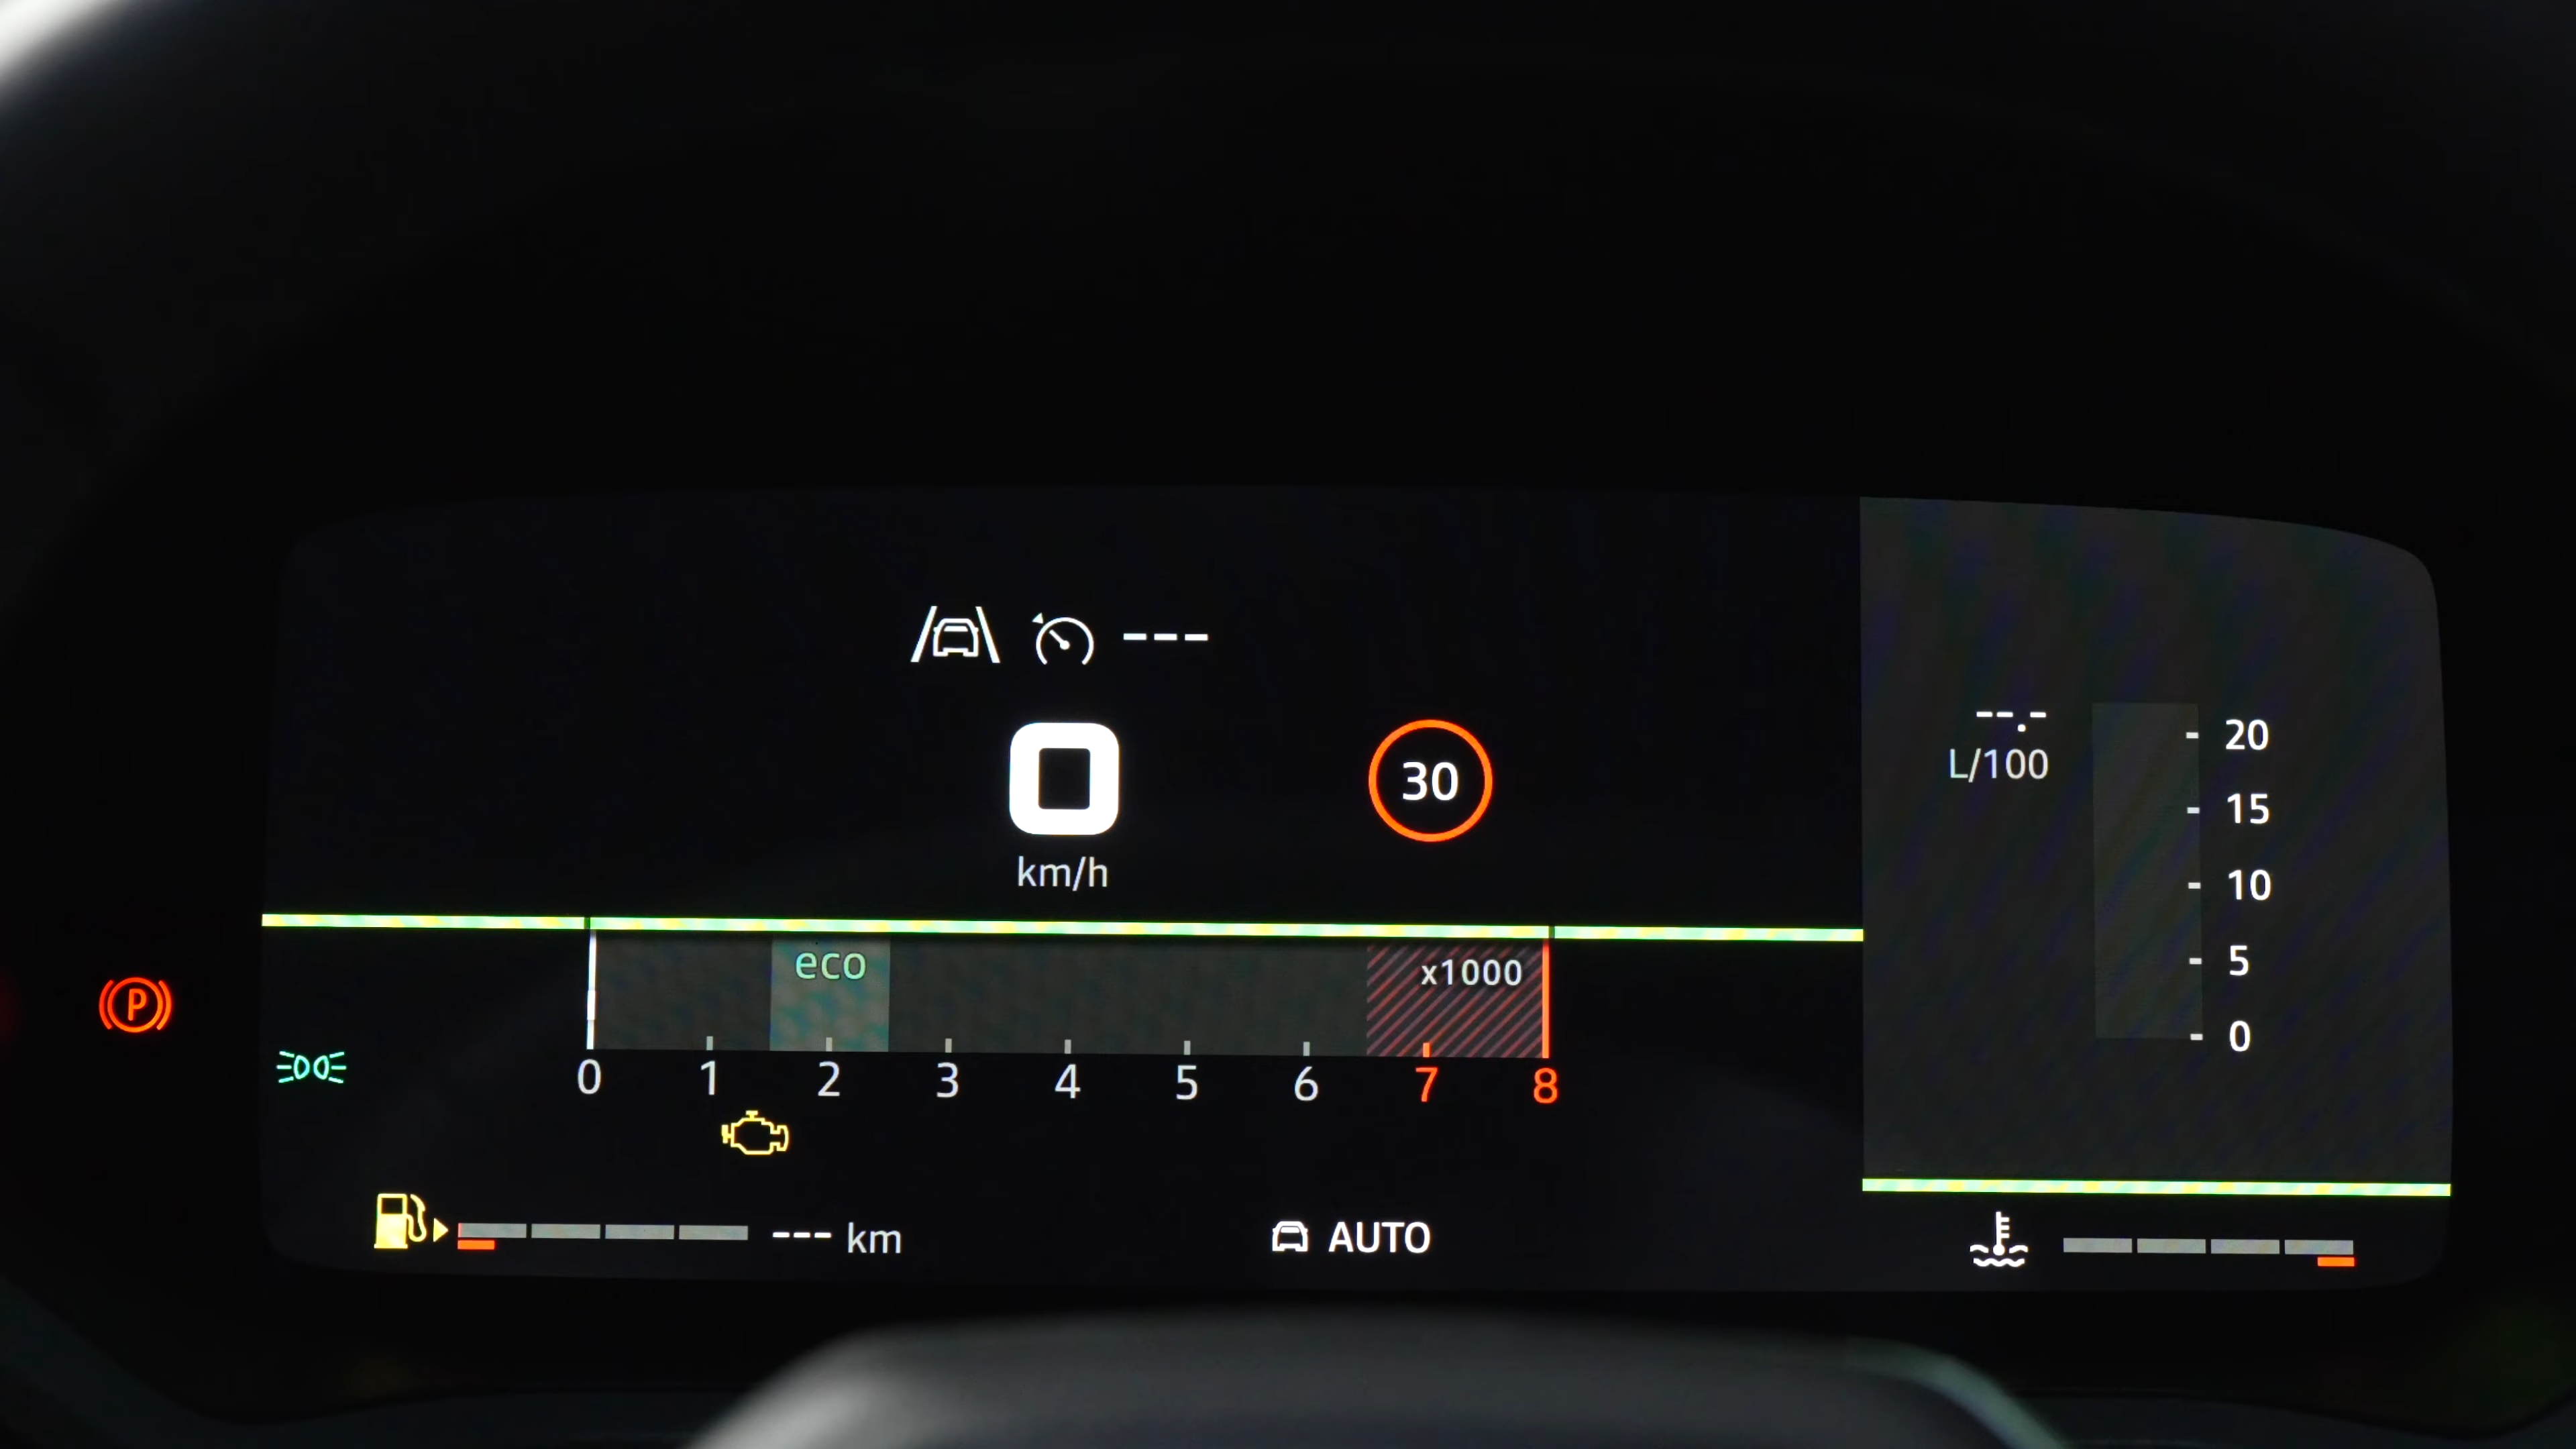 ---
0
30
km/h
eco
x1000
0 1 2 3 4 5 6 7 8
P
--- km
AUTO
--.-
L/100
- 20
- 15
- 10
- 5
- 0